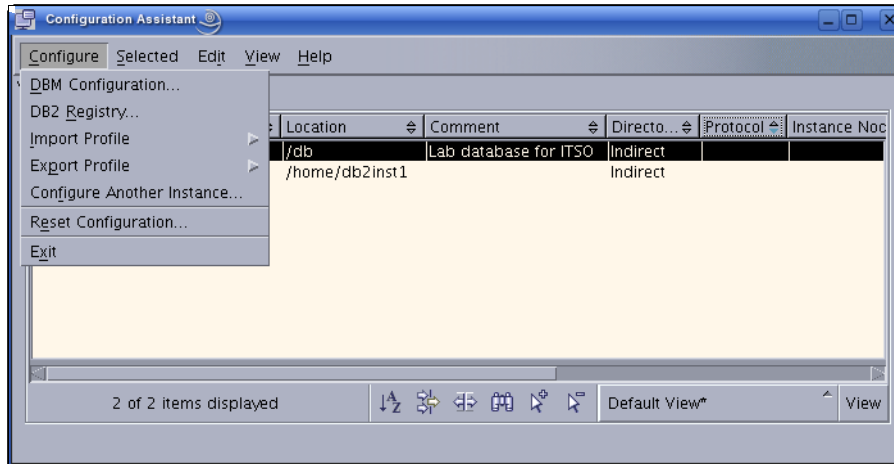 Configuration Assistant
Configure Selected Edit View Help
DBM Configuration...
DB2 Registry...
Import Profile
Export Profile
Configure Another Instance...
Reset Configuration...
Exit
Location Comment Directo... Protocol Instance Noc
/db Lab database for ITSO Indirect
/home/db2inst1 Indirect
2 of 2 items displayed
Default View*
View